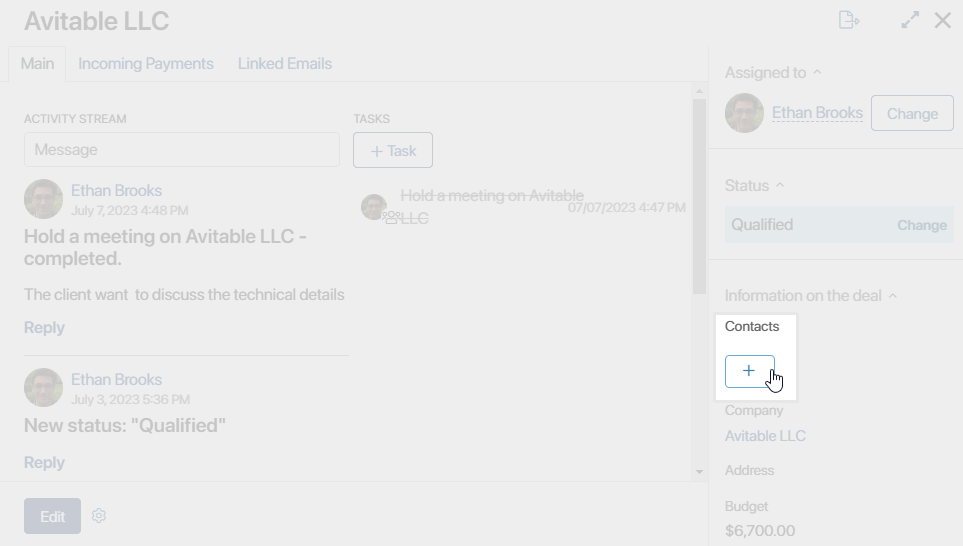 Avitable LLC
Main
Incoming Payments
Linked Emails
ACTIVITY STREAM
Message
Ethan Brooks
July 7, 2023 4:48 PM
Hold a meeting on Avitable LLC -
completed.
The client want to discuss the technical details
Reply
Ethan Brooks
July 3, 2023 5:36 PM
New status: "Qualified"
Reply
Edit
TASKS
+ Task
Hold a meeting on Avitable
LLC
07/07/2023 4:47 PM
Assigned to
Ethan Brooks
Change
Status
Qualified
Change
Information on the deal
Contacts
+
Company
Avitable LLC
Address
Budget
$6,700.00